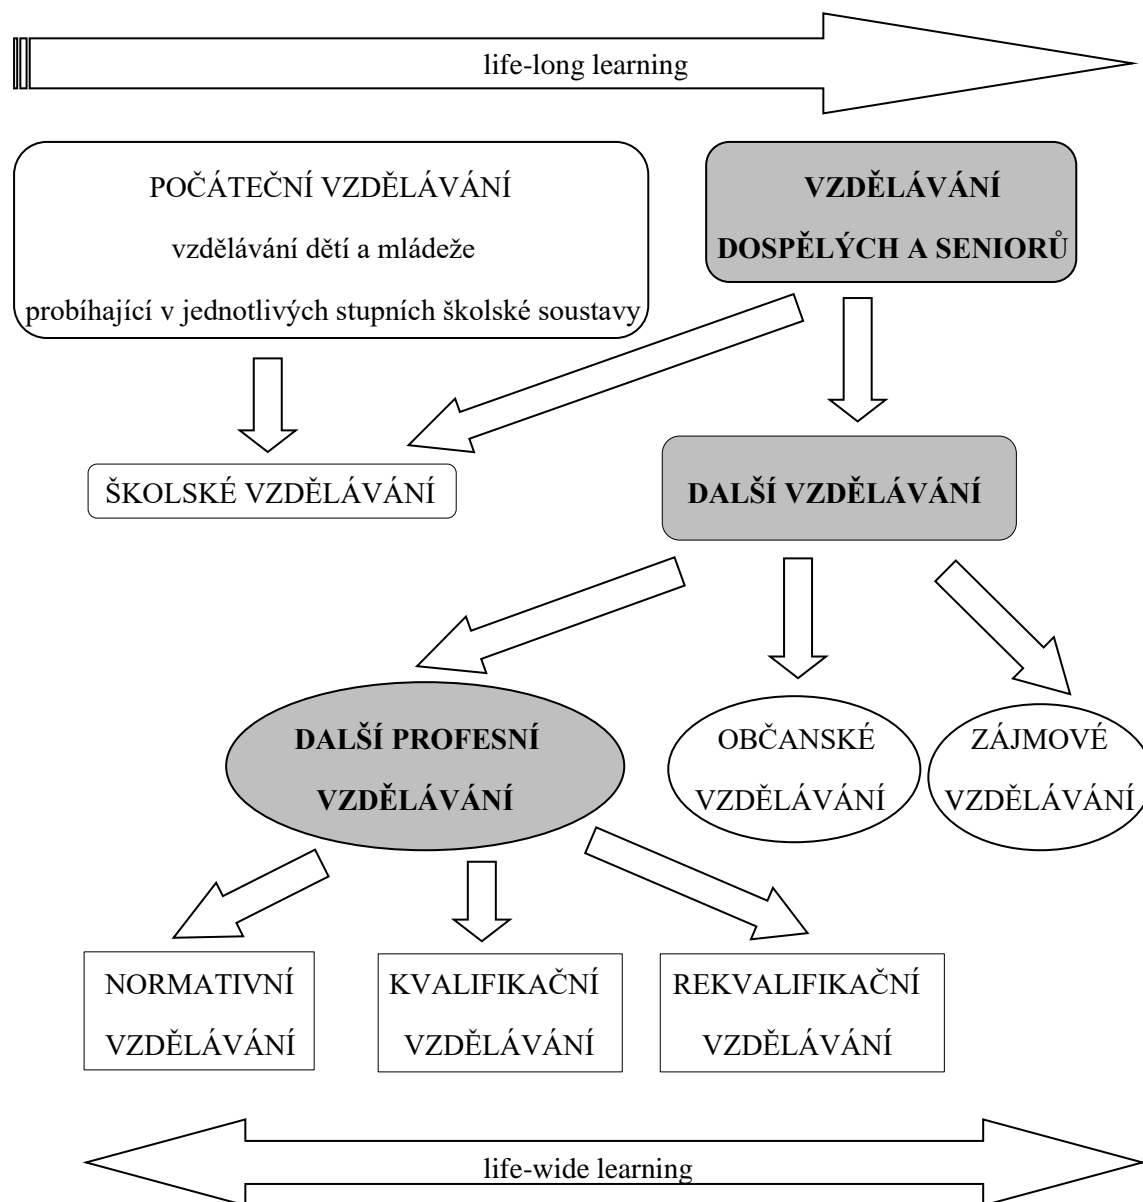 life-long learning
POČÁTEČNÍ VZDĚLÁVÁNÍ
vzdělávání dětí a mládeže
probíhající v jednotlivých stupních školské soustavy
VZDĚLÁVÁNÍ
DOSPĚLÝCH A SENIORŮ
ŠKOLSKÉ VZDĚLÁVÁNÍ
DALŠÍ VZDĚLÁVÁNÍ
DALŠÍ PROFESNÍ
VZDĚLÁVÁNÍ
OBČANSKÉ
VZDĚLÁVÁNÍ
ZÁJMOVÉ
VZDĚLÁVÁNÍ
NORMATIVNÍ
VZDĚLÁVÁNÍ
KVALIFIKAČNÍ
VZDĚLÁVÁNÍ
REKVALIFIKAČNÍ
VZDĚLÁVÁNÍ
life-wide learning